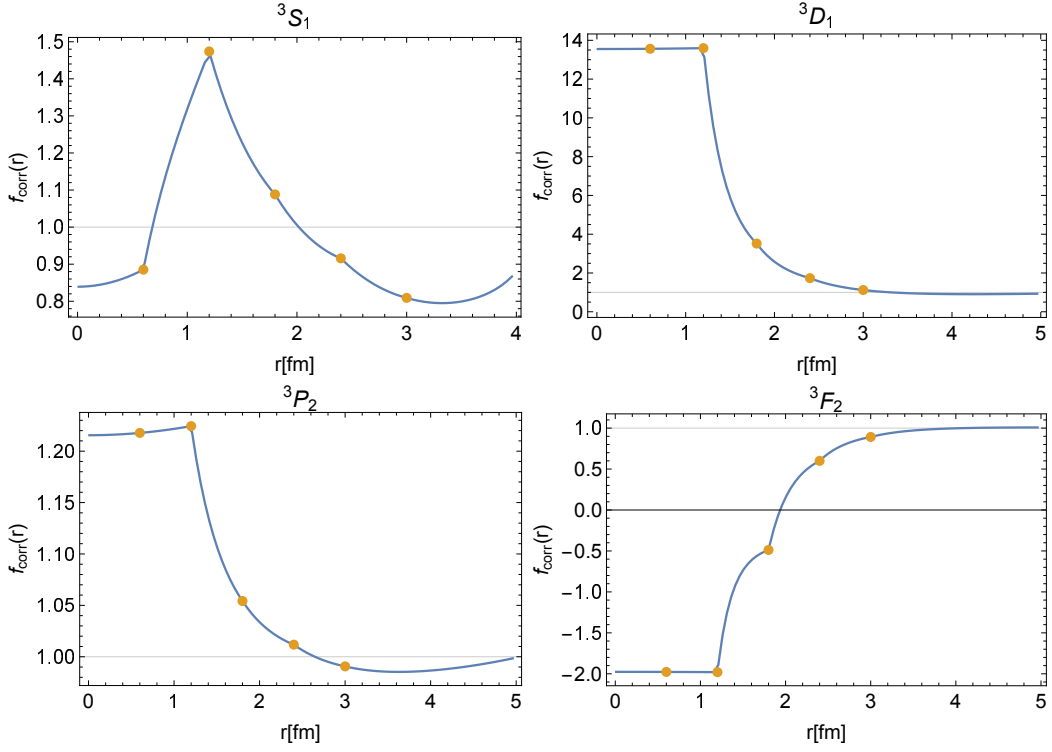 ³S₁
1.5
1.4
1.3
1.2
1.1
1.0
0.9
0.8
f_corr(r)
0 1 2 3 4
r[fm]
³D₁
14
12
10
8
6
4
2
0
f_corr(r)
0 1 2 3 4 5
r[fm]
³P₂
1.20
1.15
1.10
1.05
1.00
f_corr(r)
0 1 2 3 4 5
r[fm]
³F₂
1.0
0.5
0.0
−0.5
−1.0
−1.5
−2.0
f_corr(r)
0 1 2 3 4 5
r[fm]